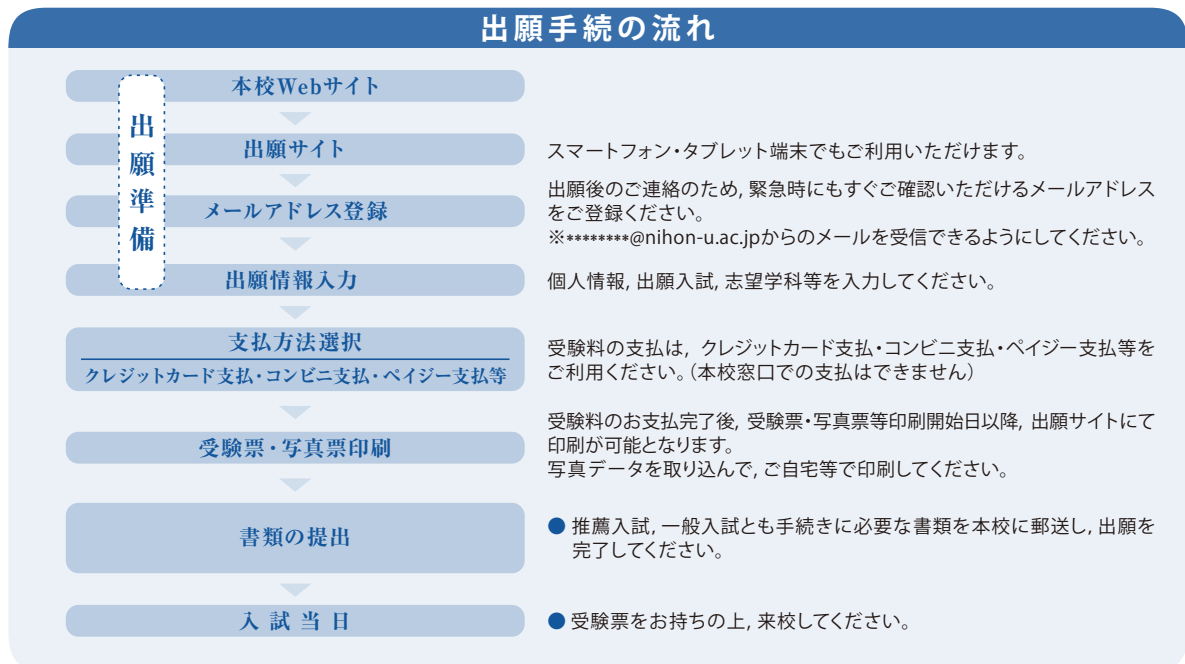 出願手続の流れ
出願準備
本校Webサイト
出願サイト
スマートフォン・タブレット端末でもご利用いただけます。
メールアドレス登録
出願後のご連絡のため, 緊急時にもすぐご確認いただけるメールアドレス
をご登録ください。
※********@nihon-u.ac.jpからのメールを受信できるようにしてください。
出願情報入力
個人情報, 出願入試, 志望学科等を入力してください。
支払方法選択
クレジットカード支払・コンビニ支払・ペイジー支払等
受験料の支払は, クレジットカード支払・コンビニ支払・ペイジー支払等を
ご利用ください。(本校窓口での支払はできません)
受験票・写真票印刷
受験料のお支払完了後, 受験票・写真票等印刷開始日以降, 出願サイトにて
印刷が可能となります。
写真データを取り込んで, ご自宅等で印刷してください。
書類の提出
● 推薦入試, 一般入試とも手続きに必要な書類を本校に郵送し, 出願を
完了してください。
入試当日
● 受験票をお持ちの上, 来校してください。